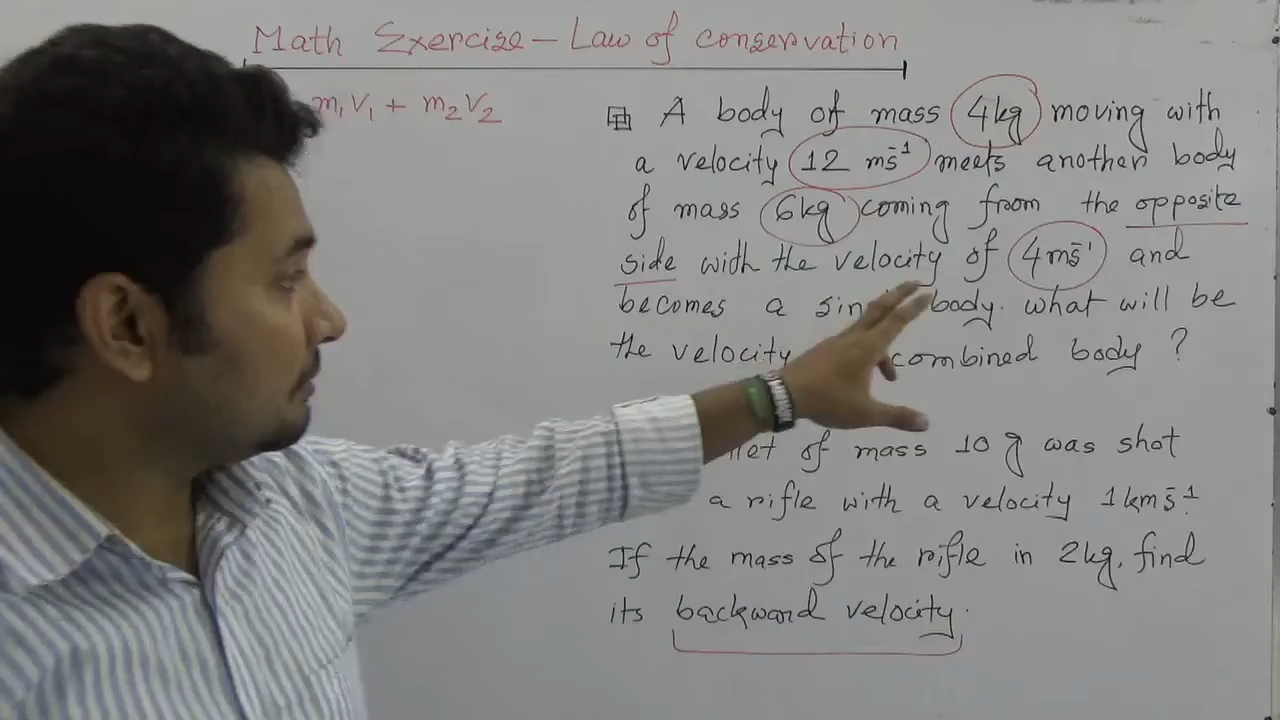 Math Exercise - Law of conservation
m₁v₁ + m₂v₂
A body of mass 4kg moving with
a velocity 12 ms⁻¹ meets another body
of mass 6kg coming from the opposite
side with the velocity of 4ms⁻¹ and
becomes a body. what will be
the velocity combined body ?
of mass 10 g was shot
a rifle with a velocity 1kms⁻¹.
If the mass of the rifle in 2kg, find
its backward velocity.